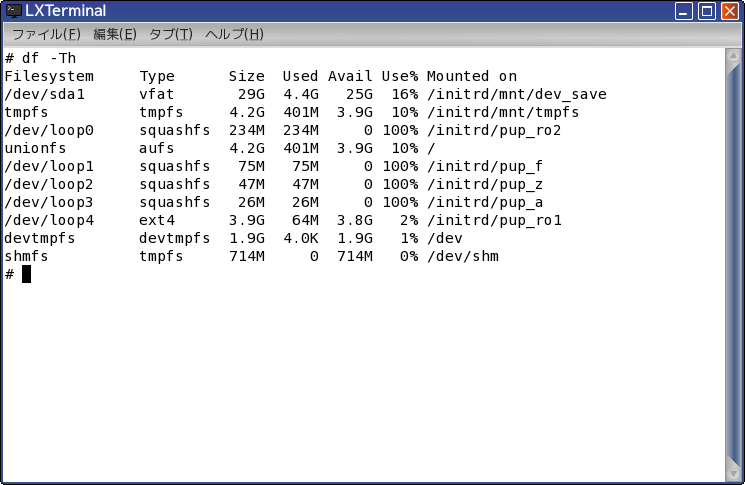 LXTerminal
ファイル(F) 編集(E) タブ(T) ヘルプ(H)
# df -Th
Filesystem     Type      Size  Used Avail Use% Mounted on
/dev/sda1      vfat       29G  4.4G   25G  16% /initrd/mnt/dev_save
tmpfs          tmpfs     4.2G  401M  3.9G  10% /initrd/mnt/tmpfs
/dev/loop0     squashfs  234M  234M     0 100% /initrd/pup_ro2
unionfs        aufs      4.2G  401M  3.9G  10% /
/dev/loop1     squashfs   75M   75M     0 100% /initrd/pup_f
/dev/loop2     squashfs   47M   47M     0 100% /initrd/pup_z
/dev/loop3     squashfs   26M   26M     0 100% /initrd/pup_a
/dev/loop4     ext4      3.9G   64M  3.8G   2% /initrd/pup_ro1
devtmpfs       devtmpfs  1.9G  4.0K  1.9G   1% /dev
shmfs          tmpfs     714M     0  714M   0% /dev/shm
#